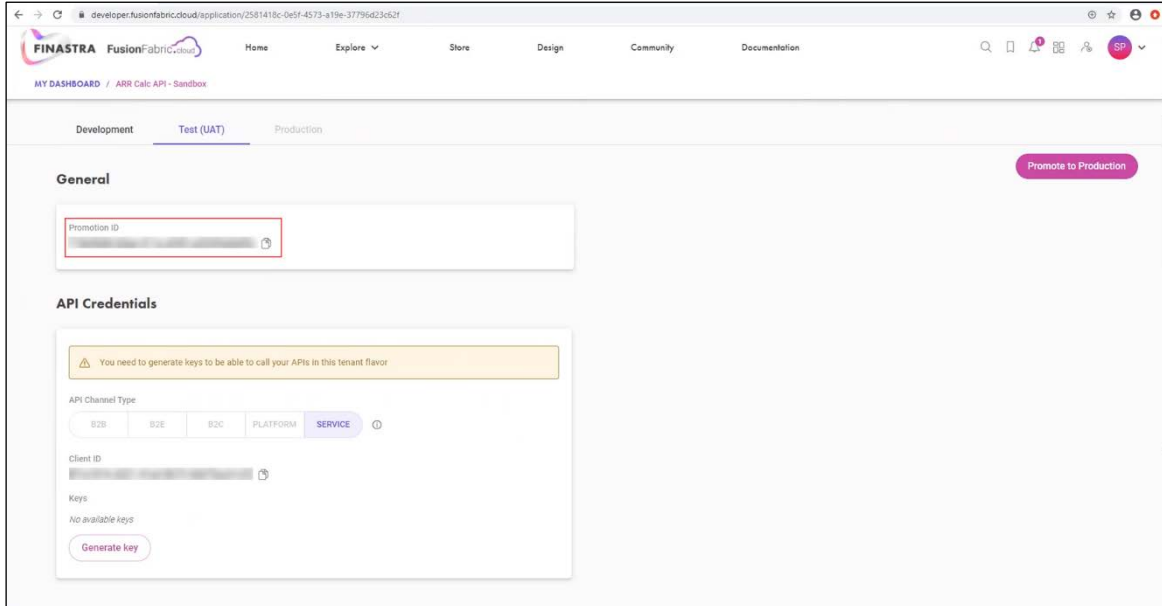 developer.fusionfabric.cloud/application/2581418c-0e5f-4573-a19e-37796d23c62f
FINASTRA FusionFabric.cloud Home Explore Store Design Community Documentation 1 SP
MY DASHBOARD / ARR Calc API - Sandbox
Development Test (UAT) Production
Promote to Production
General
Promotion ID
API Credentials
You need to generate keys to be able to call your APIs in this tenant flavor
API Channel Type
B2B B2E B2C PLATFORM SERVICE
Client ID
Keys
No available keys
Generate key